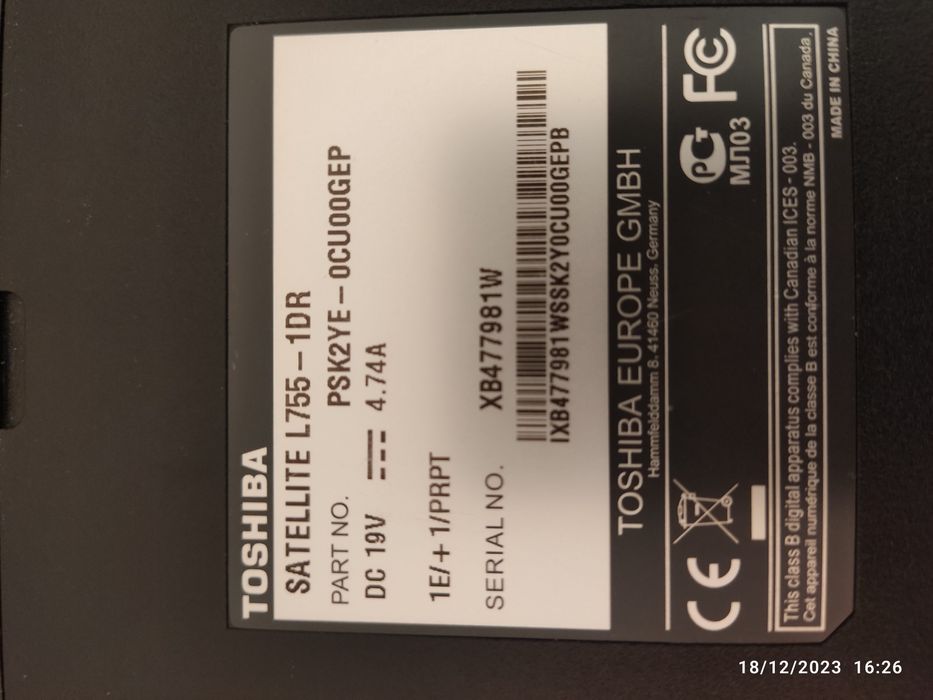 TOSHIBA
SATELLITE L755-1DR
PART NO. PSK2YE-0CU00GEP
DC 19V 4.74A
1E/+1/PRPT
SERIAL NO. XB477981W
IXB477981WSSK2Y0CU00GEPB
TOSHIBA EUROPE GMBH
Hammfelddamm 8. 41460 Neuss. Germany
CE PCT FC
МЛ03
This class B digital apparatus complies with Canadian ICES - 003.
Cet appareil numérique de la classe B est conforme à la norme NMB - 003 du Canada.
MADE IN CHINA
18/12/2023 16:26